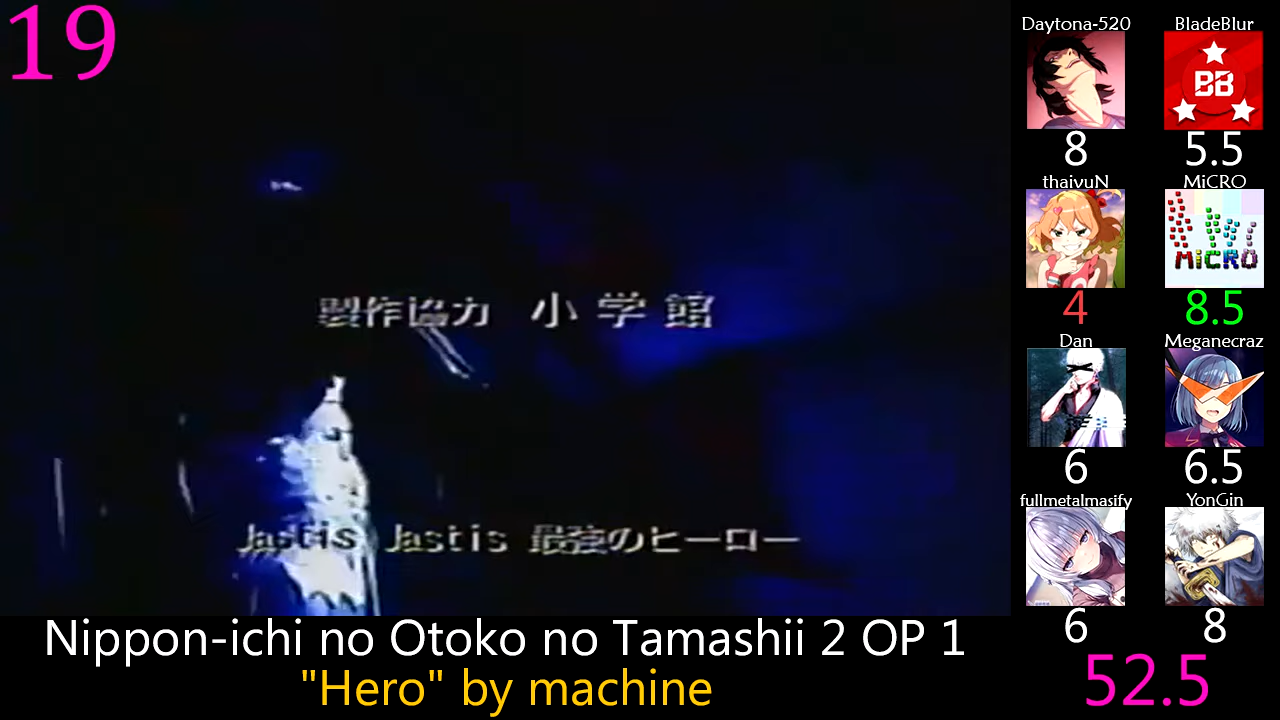 19
製作協力 小学館
Jastis Jastis 最強のヒーロー
Nippon-ichi no Otoko no Tamashii 2 OP 1
"Hero" by machine
Daytona-520
BladeBlur
BB
8
5.5
thaivuN
MiCRO
MiCRO
4
8.5
Dan
Meganecraz
6
6.5
fullmetalmasify
YonGin
6
8
52.5